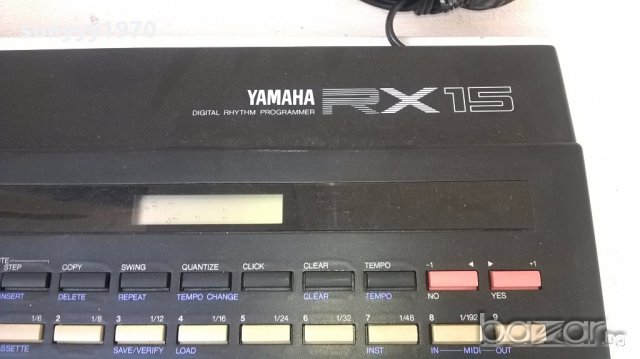 sonyyj1970
YAMAHA RX15
DIGITAL RHYTHM PROGRAMMER
STEP COPY SWING QUANTIZE CLICK CLEAR TEMPO -1 ◄ ► +1
INSERT DELETE REPEAT TEMPO CHANGE CLEAR TEMPO NO YES
1/6 2 1/8 3 1/12 4 1/16 5 1/24 6 1/32 7 1/48 8 1/192 9
SAVE/VERIFY LOAD INST IN MIDI OUT
bazar.bg